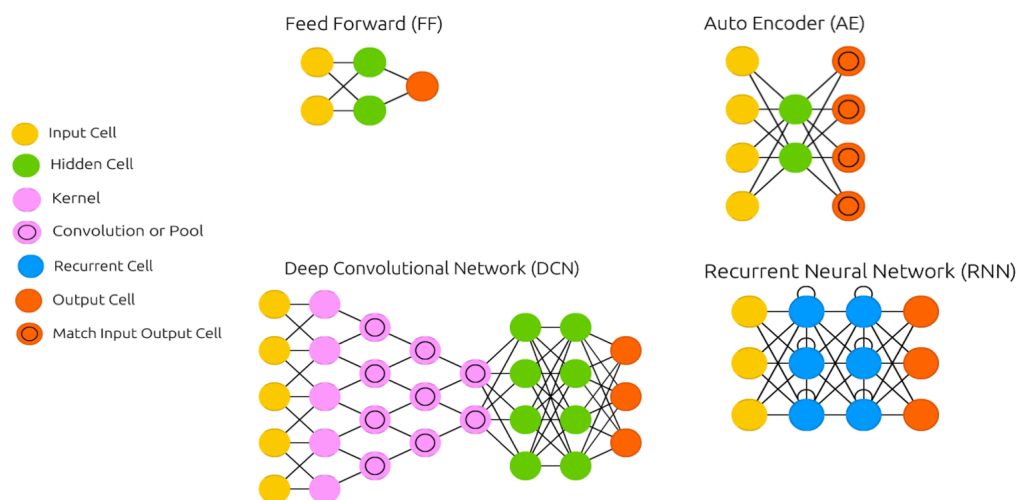 Feed Forward (FF)
Auto Encoder (AE)
Input Cell
Hidden Cell
Kernel
Convolution or Pool
Recurrent Cell
Output Cell
Match Input Output Cell
Deep Convolutional Network (DCN)
Recurrent Neural Network (RNN)